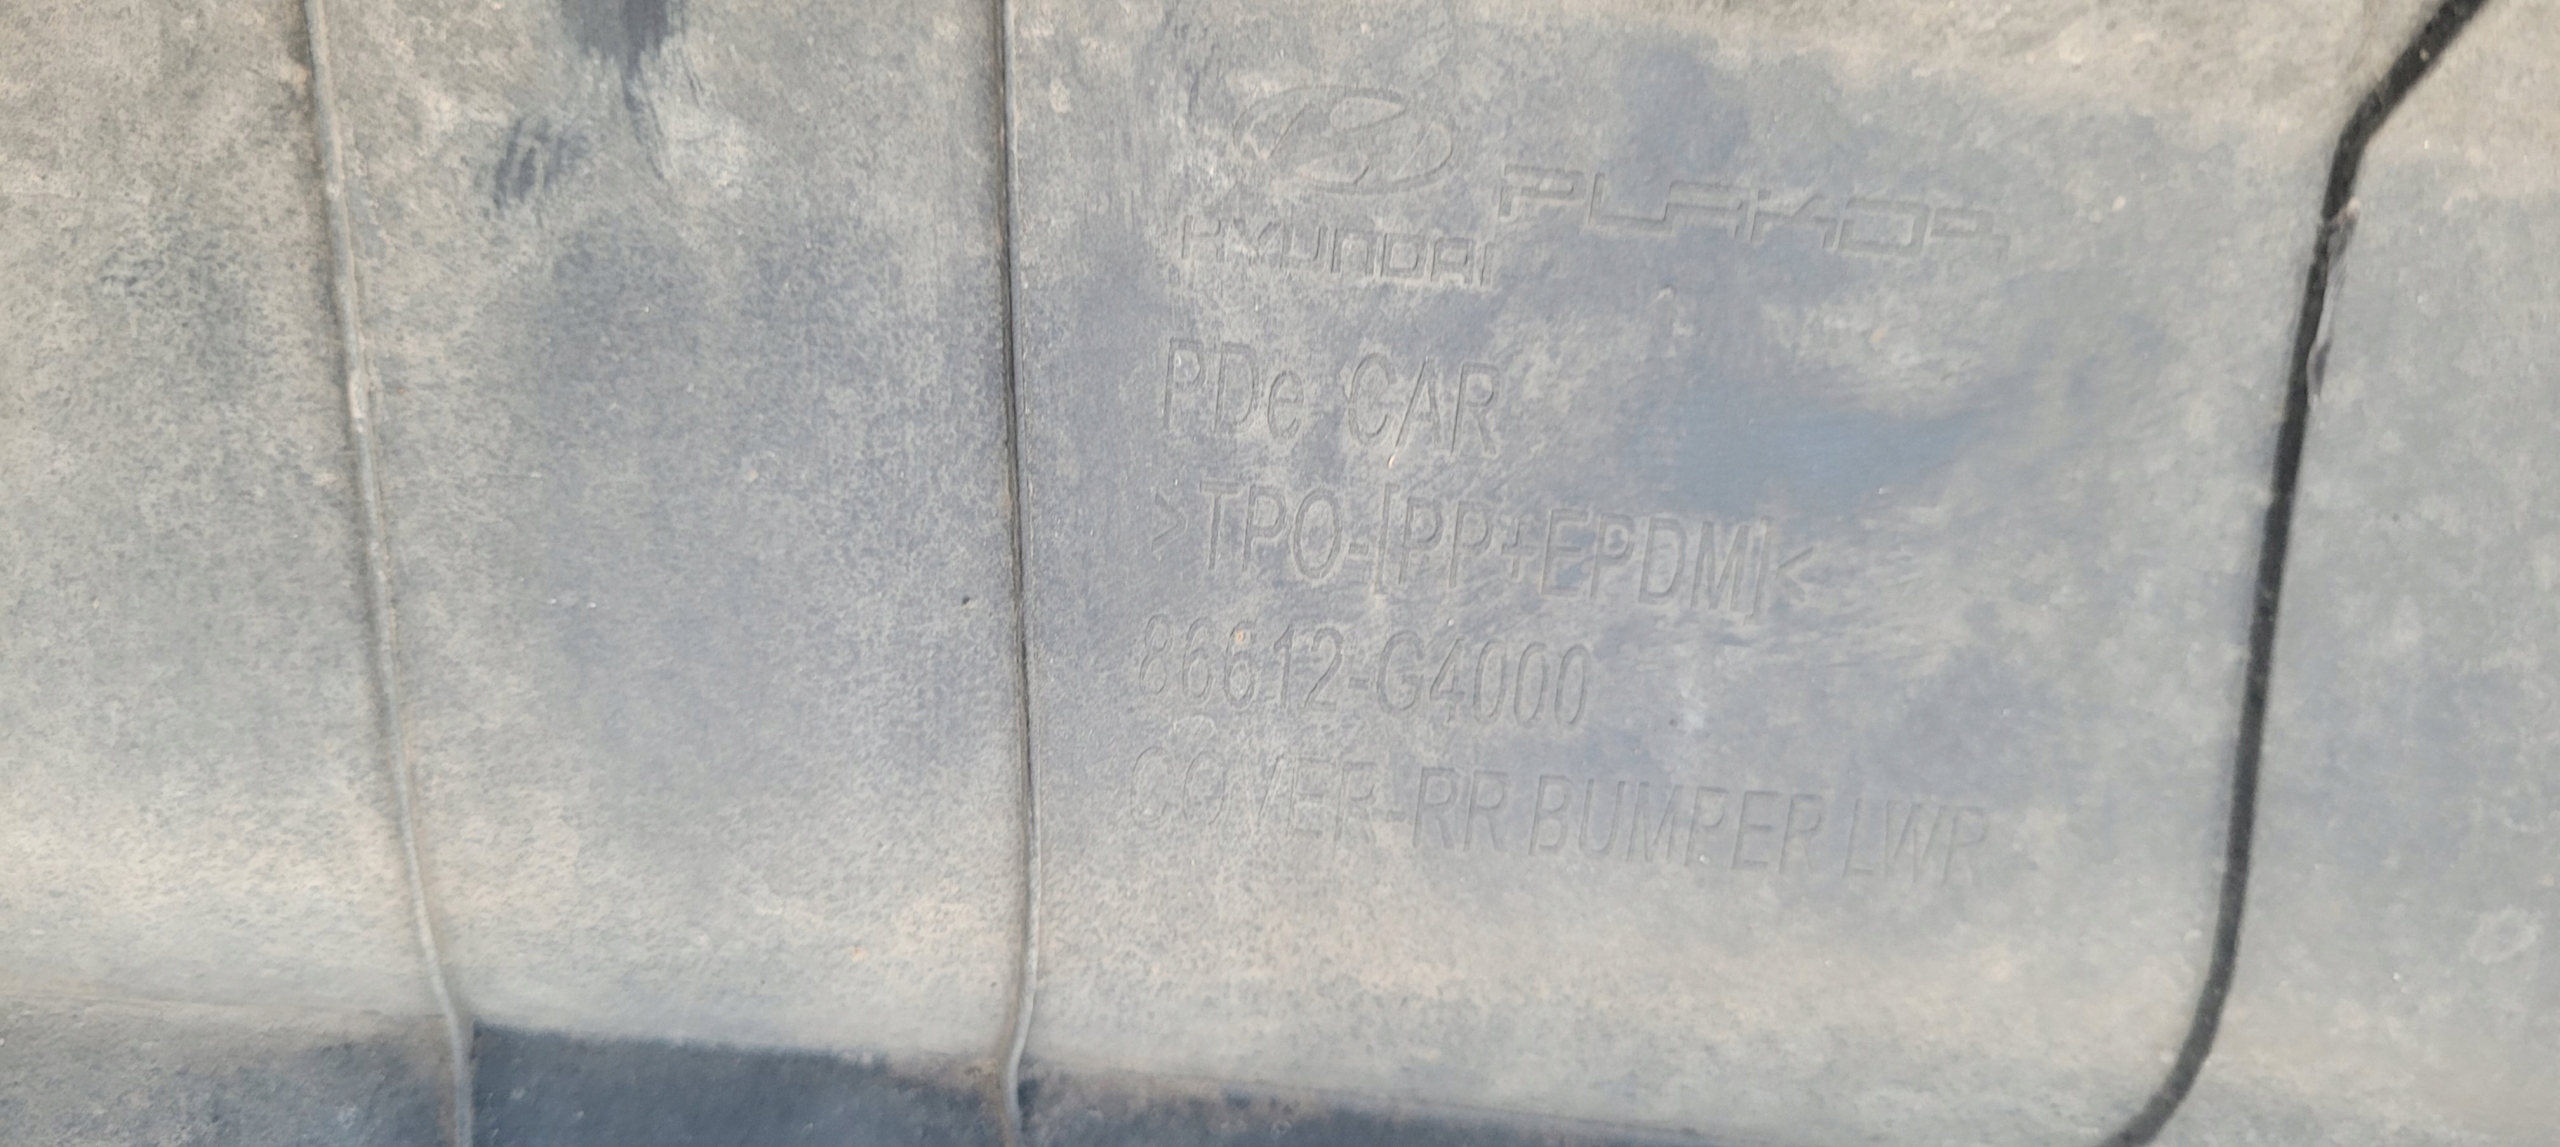 HYUNDAI PLAKOR
PDe CAR
>TPO-[PP+EPDM]<
86612-G4000
COVER-RR BUMPER LWR